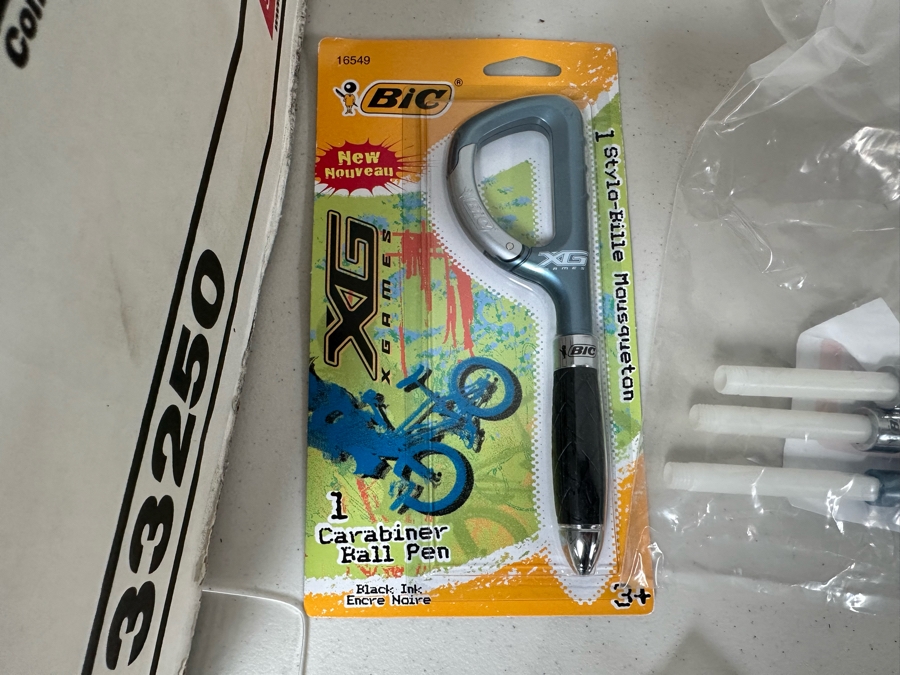 33250
16549
BIC®
New
Nouveau
XG
X GAMES
XG
AMES
BIC
1 Stylo-Bille Mousqueton
1
Carabiner
Ball Pen
Black Ink
Encre Noire
3+